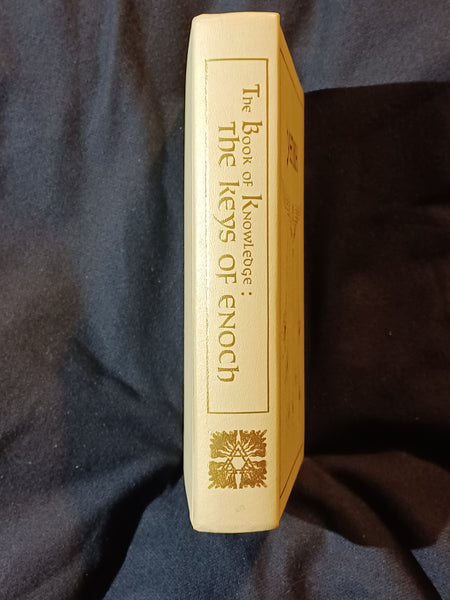 The Book of Knowledge:
The Keys of Enoch